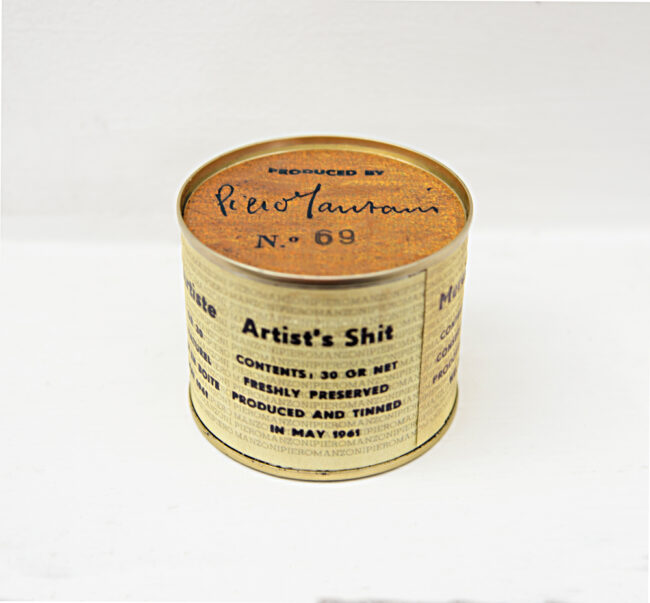 PRODUCED BY
Piero Manzoni
N.º 69
Artist's Shit
CONTENTS: 30 GR NET
FRESHLY PRESERVED
PRODUCED AND TINNED
IN MAY 1961
PIEROMANZONIPIEROMANZONI